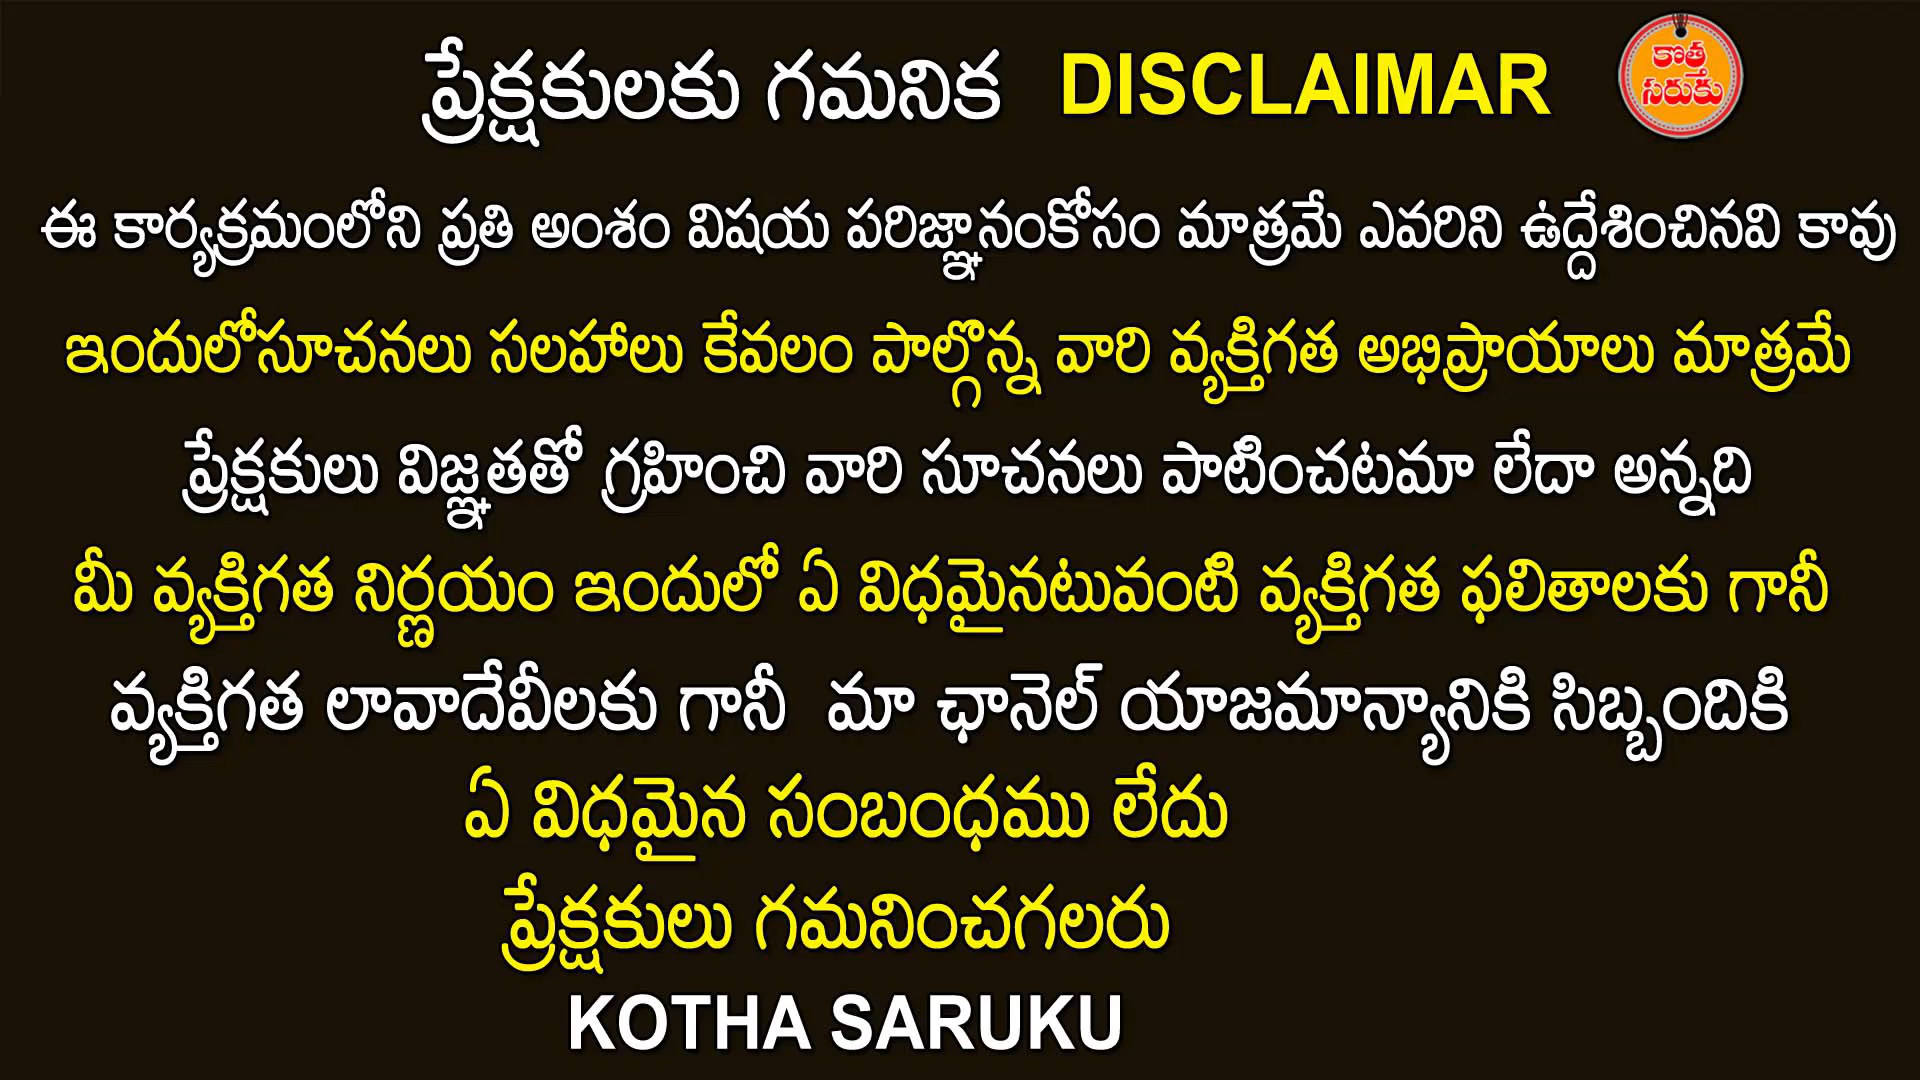 ప్రేక్షకులకు గమనిక DISCLAIMAR
కొత్త
సరుకు
ఈ కార్యక్రమంలోని ప్రతి అంశం విషయ పరిజ్ఞానంకోసం మాత్రమే ఎవరిని ఉద్దేశించినవి కావు
ఇందులోసూచనలు సలహాలు కేవలం పాల్గొన్న వారి వ్యక్తిగత అభిప్రాయాలు మాత్రమే
ప్రేక్షకులు విజ్ఞతతో గ్రహించి వారి సూచనలు పాటించటమా లేదా అన్నది
మీ వ్యక్తిగత నిర్ణయం ఇందులో ఏ విధమైనటువంటి వ్యక్తిగత ఫలితాలకు గానీ
వ్యక్తిగత లావాదేవీలకు గానీ మా ఛానెల్ యాజమాన్యానికి సిబ్బందికి
ఏ విధమైన సంబంధము లేదు
ప్రేక్షకులు గమనించగలరు
KOTHA SARUKU